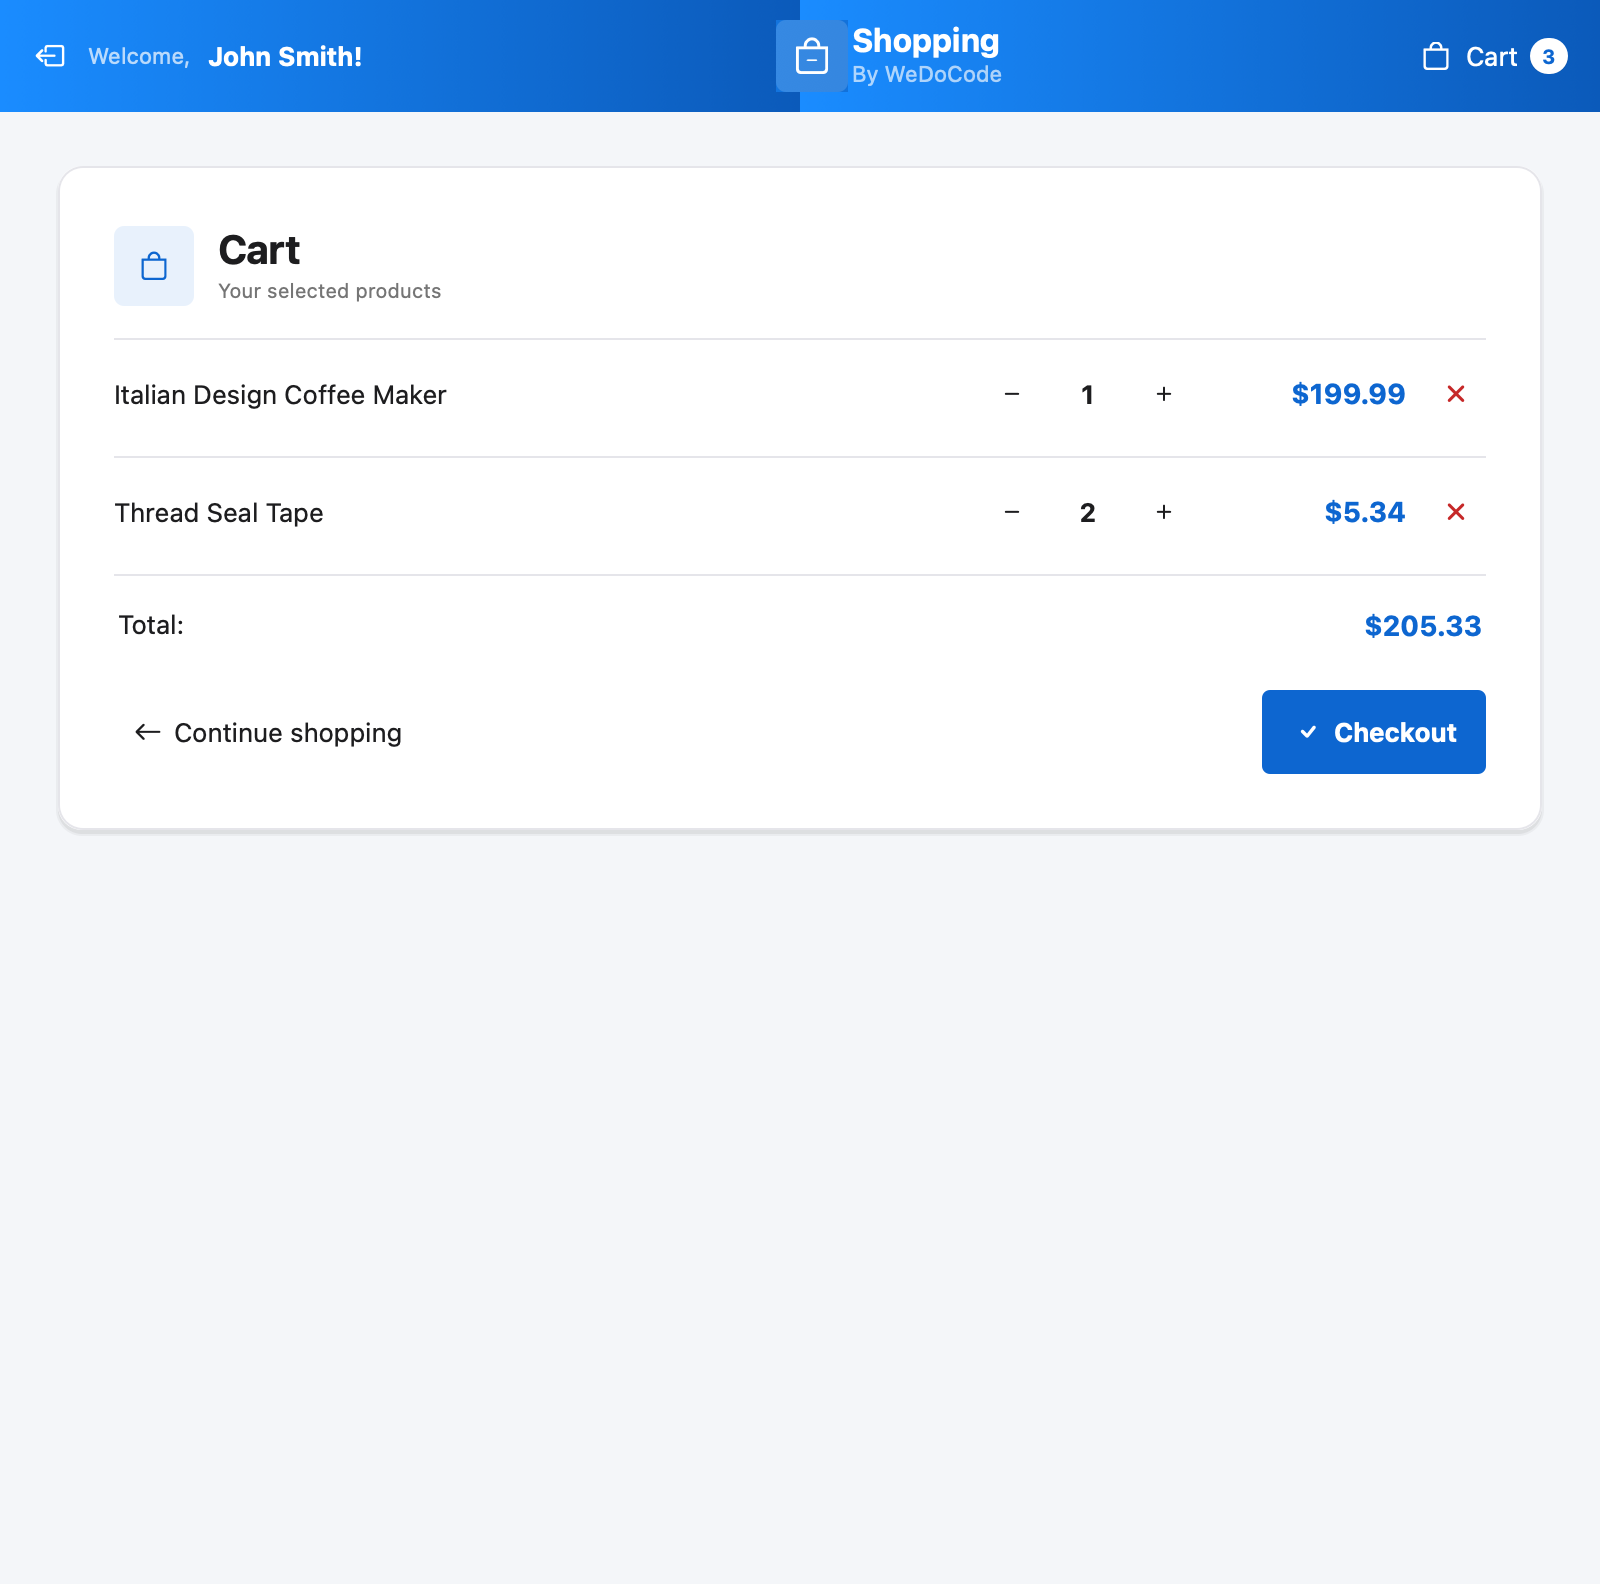 Welcome, John Smith!
Shopping
By WeDoCode
Cart 3
Cart
Your selected products
Italian Design Coffee Maker − 1 + $199.99
Thread Seal Tape − 2 + $5.34
Total: $205.33
Continue shopping
Checkout